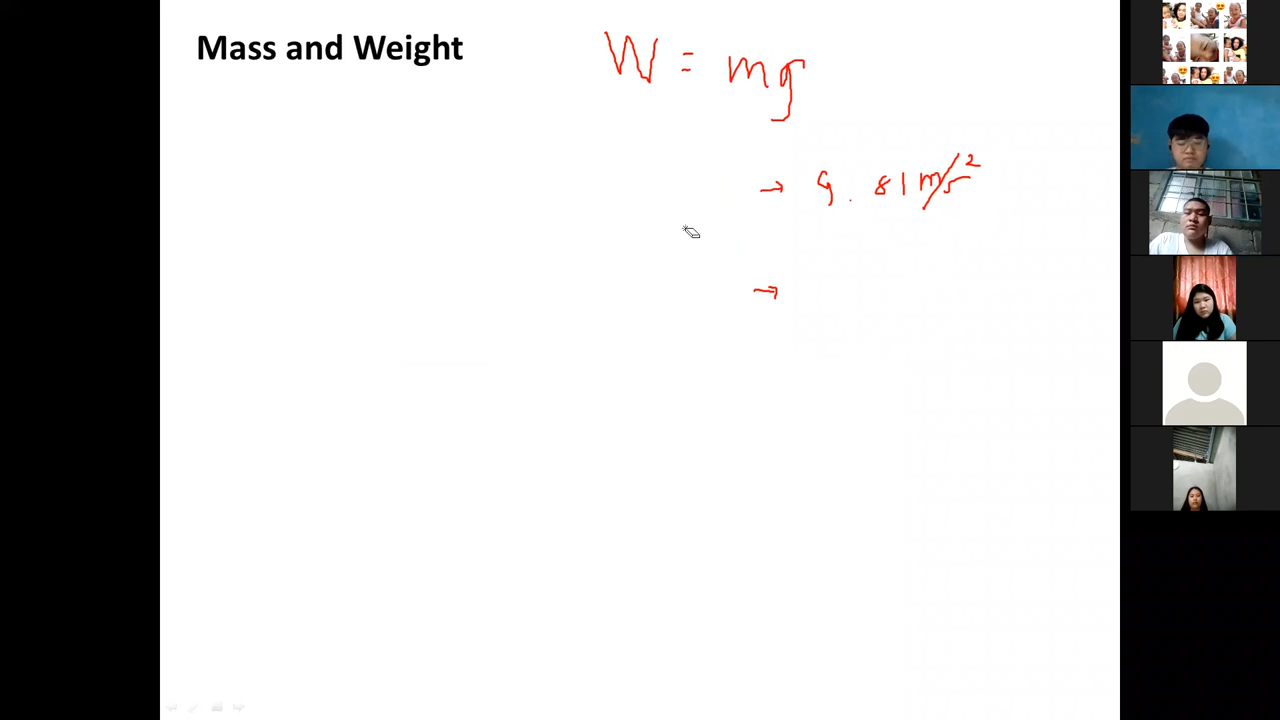 Mass and Weight
W = mg
→ 9.81 m/s²
→